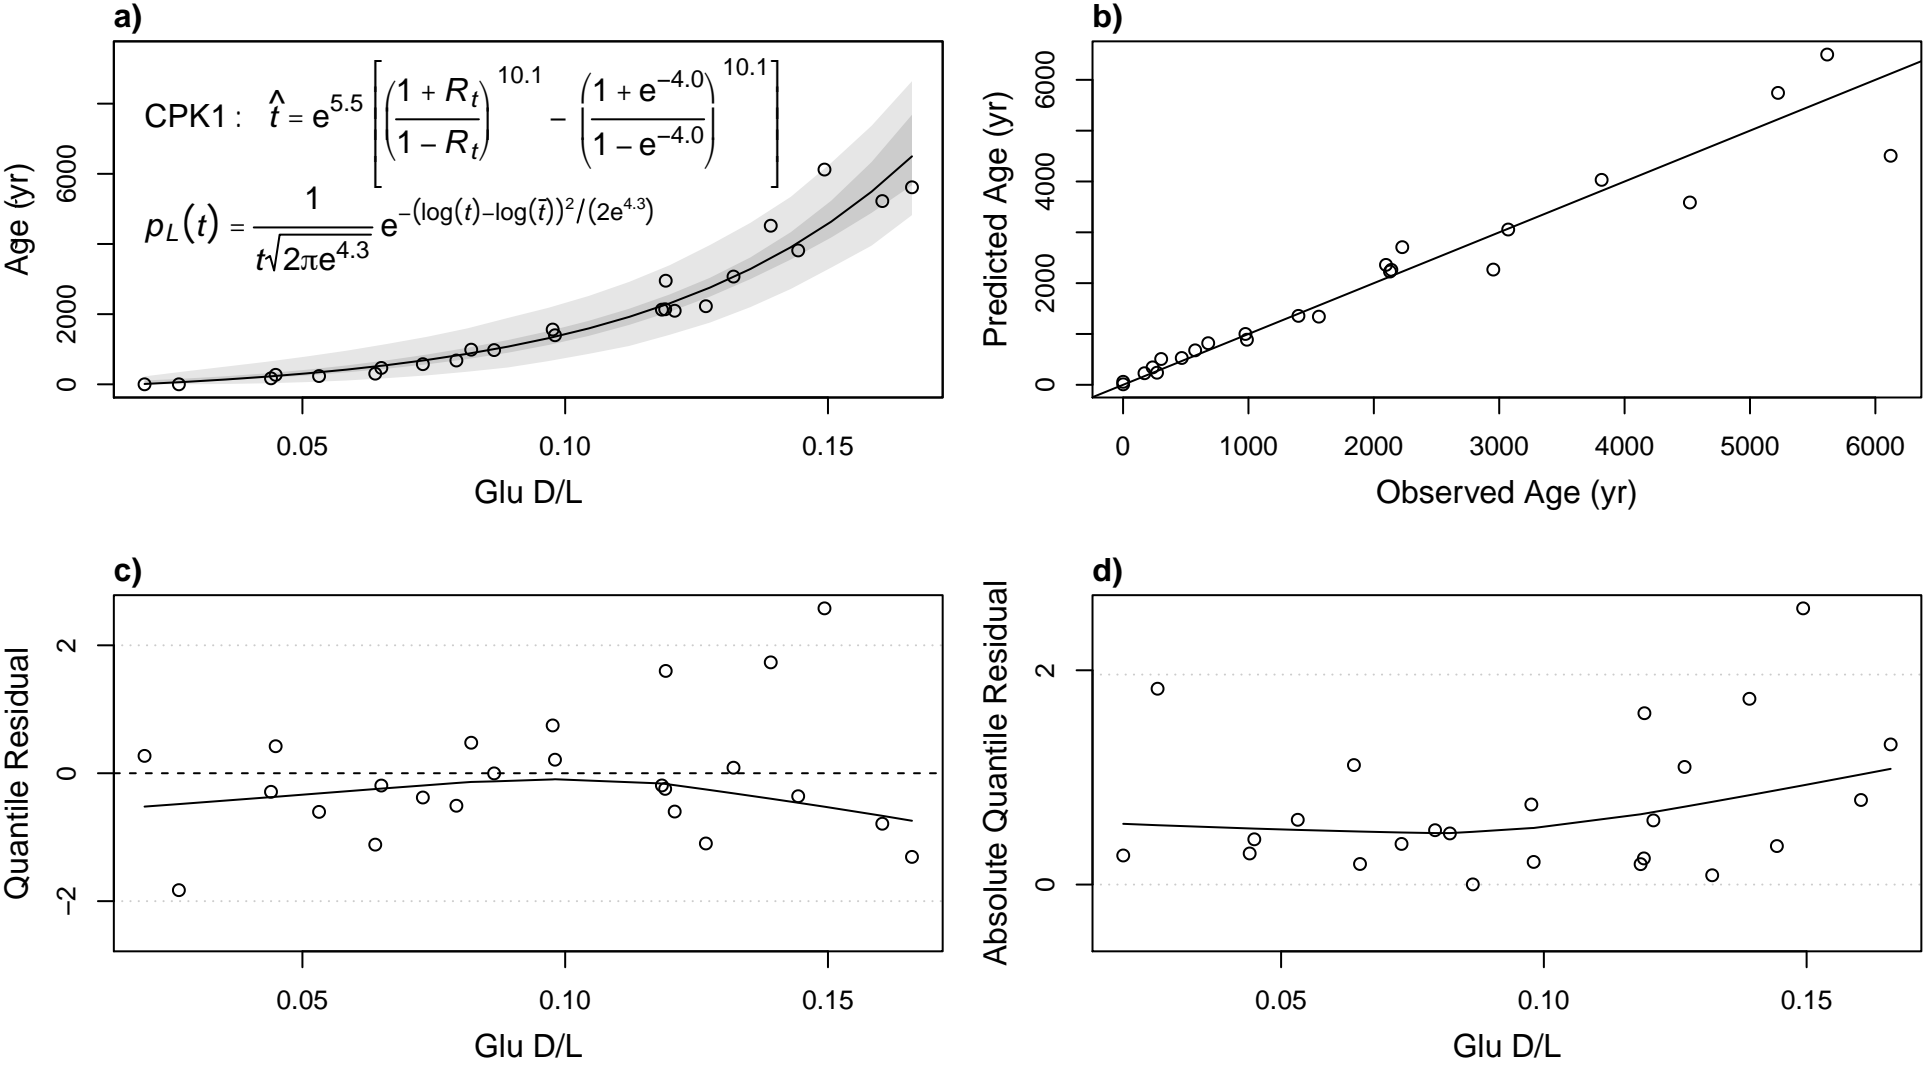 a)
CPK1 : t̂ = e^5.5 [((1 + R_t)/(1 − R_t))^10.1 − ((1 + e^−4.0)/(1 − e^−4.0))^10.1]
p_L(t) = 1/(t√(2πe^4.3)) e^−(log(t)−log(t̄))²/(2e^4.3)
Age (yr)
0
2000
6000
0.05
0.10
0.15
Glu D/L
b)
Predicted Age (yr)
0
2000
4000
6000
0
1000
2000
3000
4000
5000
6000
Observed Age (yr)
c)
Quantile Residual
−2
0
2
0.05
0.10
0.15
Glu D/L
d)
Absolute Quantile Residual
0
2
0.05
0.10
0.15
Glu D/L